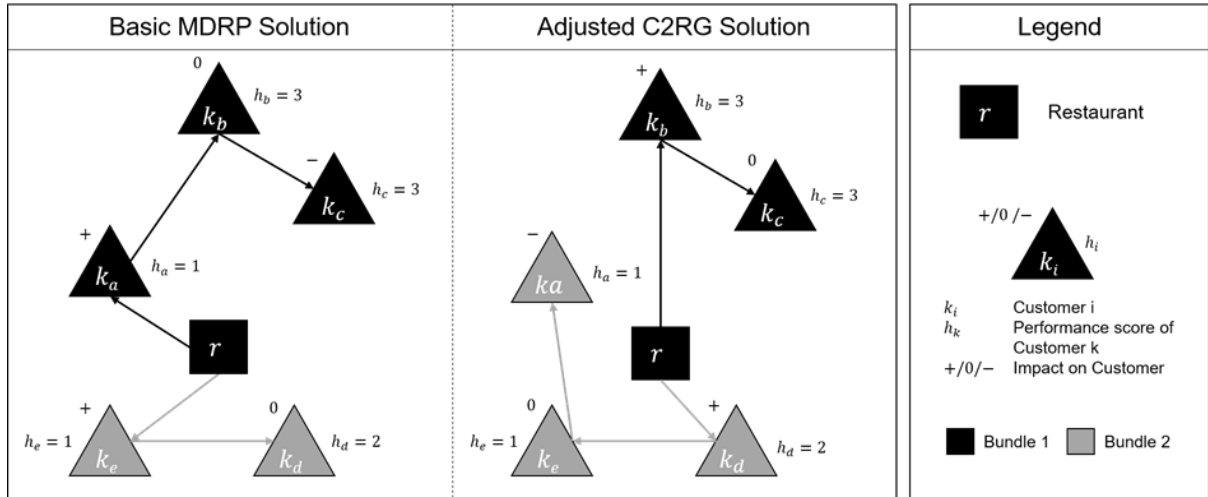 Basic MDRP Solution
0
k_b
h_b = 3
−
k_c
h_c = 3
+
k_a
h_a = 1
r
+
h_e = 1
k_e
0
k_d
h_d = 2
Adjusted C2RG Solution
+
k_b
h_b = 3
0
k_c
h_c = 3
−
ka
h_a = 1
r
0
h_e = 1
k_e
+
k_d
h_d = 2
Legend
r
Restaurant
+/0/−
k_i
h_i
k_i Customer i
h_k Performance score of
Customer k
+/0/− Impact on Customer
Bundle 1
Bundle 2